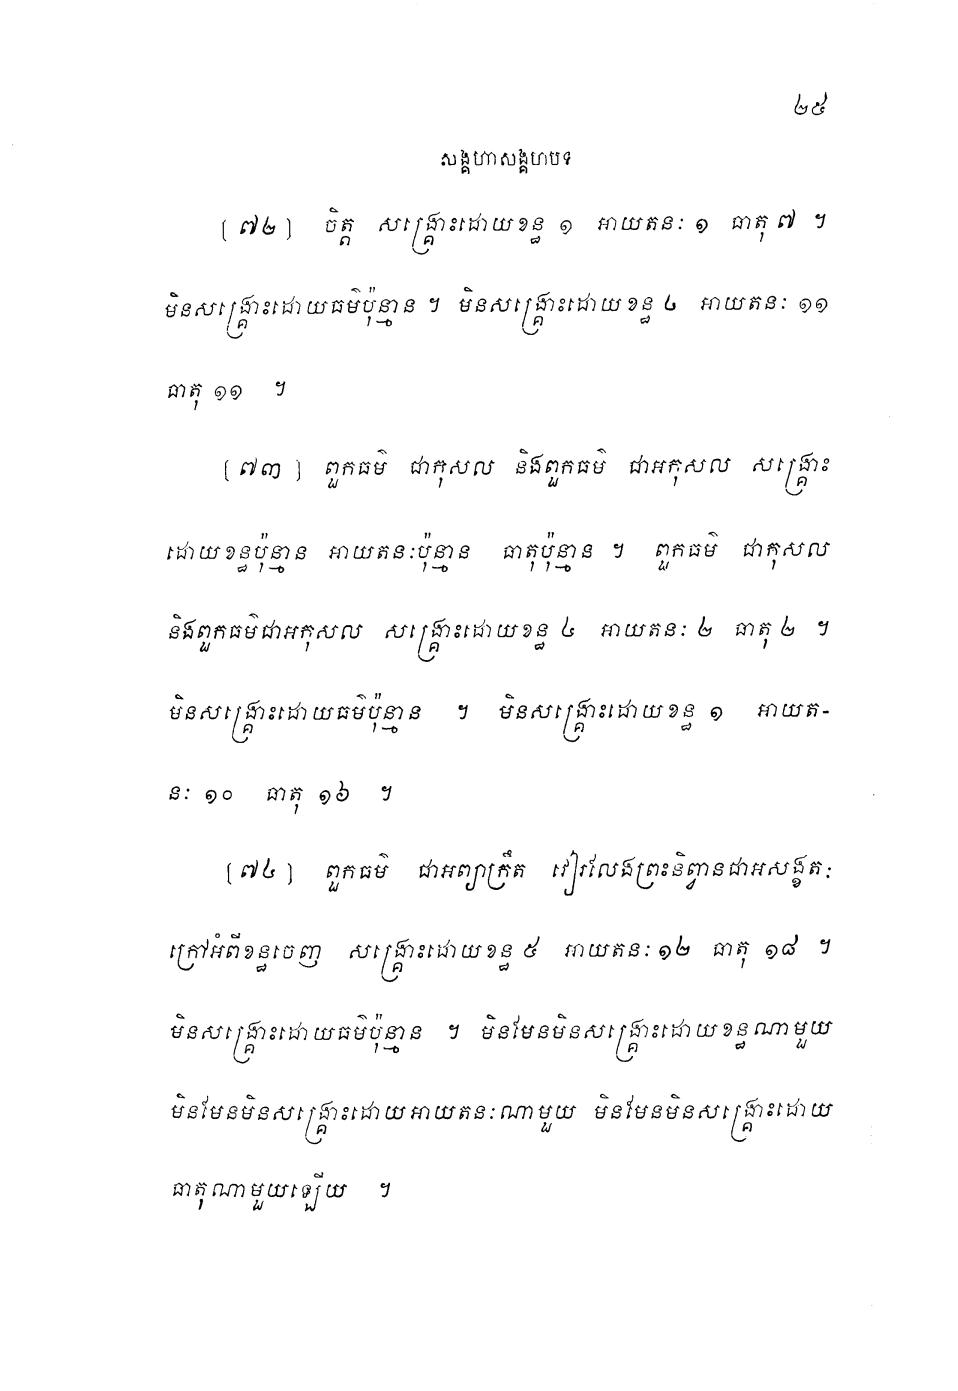 ២៥
សង្គហាសង្គហបទ
(៧២) ចិត្ត សង្គ្រោះដោយខន្ធ ១ អាយតនៈ ១ ធាតុ ៧ ។
មិនសង្គ្រោះដោយធម៌ប៉ុន្មាន ។ មិនសង្គ្រោះដោយខន្ធ ៤ អាយតនៈ ១១
ធាតុ ១១ ។
(៧៣) ពួកធម៌ ជាកុសល និងពួកធម៌ ជាអកុសល សង្គ្រោះ
ដោយខន្ធប៉ុន្មាន អាយតនៈប៉ុន្មាន ធាតុប៉ុន្មាន ។ ពួកធម៌ ជាកុសល
និងពួកធម៌ជាអកុសល សង្គ្រោះដោយខន្ធ ៤ អាយតនៈ ២ ធាតុ ២ ។
មិនសង្គ្រោះដោយធម៌ប៉ុន្មាន ។ មិនសង្គ្រោះដោយខន្ធ ១ អាយត-
នៈ ១០ ធាតុ ១៦ ។
(៧៤) ពួកធម៌ ជាអព្យាក្រឹត វៀរលែងព្រះនិព្វានជាអសង្ខតៈ
ក្រៅអំពីខន្ធចេញ សង្គ្រោះដោយខន្ធ ៥ អាយតនៈ ១២ ធាតុ ១៨ ។
មិនសង្គ្រោះដោយធម៌ប៉ុន្មាន ។ មិនមែនមិនសង្គ្រោះដោយខន្ធណាមួយ
មិនមែនមិនសង្គ្រោះដោយអាយតនៈណាមួយ មិនមែនមិនសង្គ្រោះដោយ
ធាតុណាមួយឡើយ ។